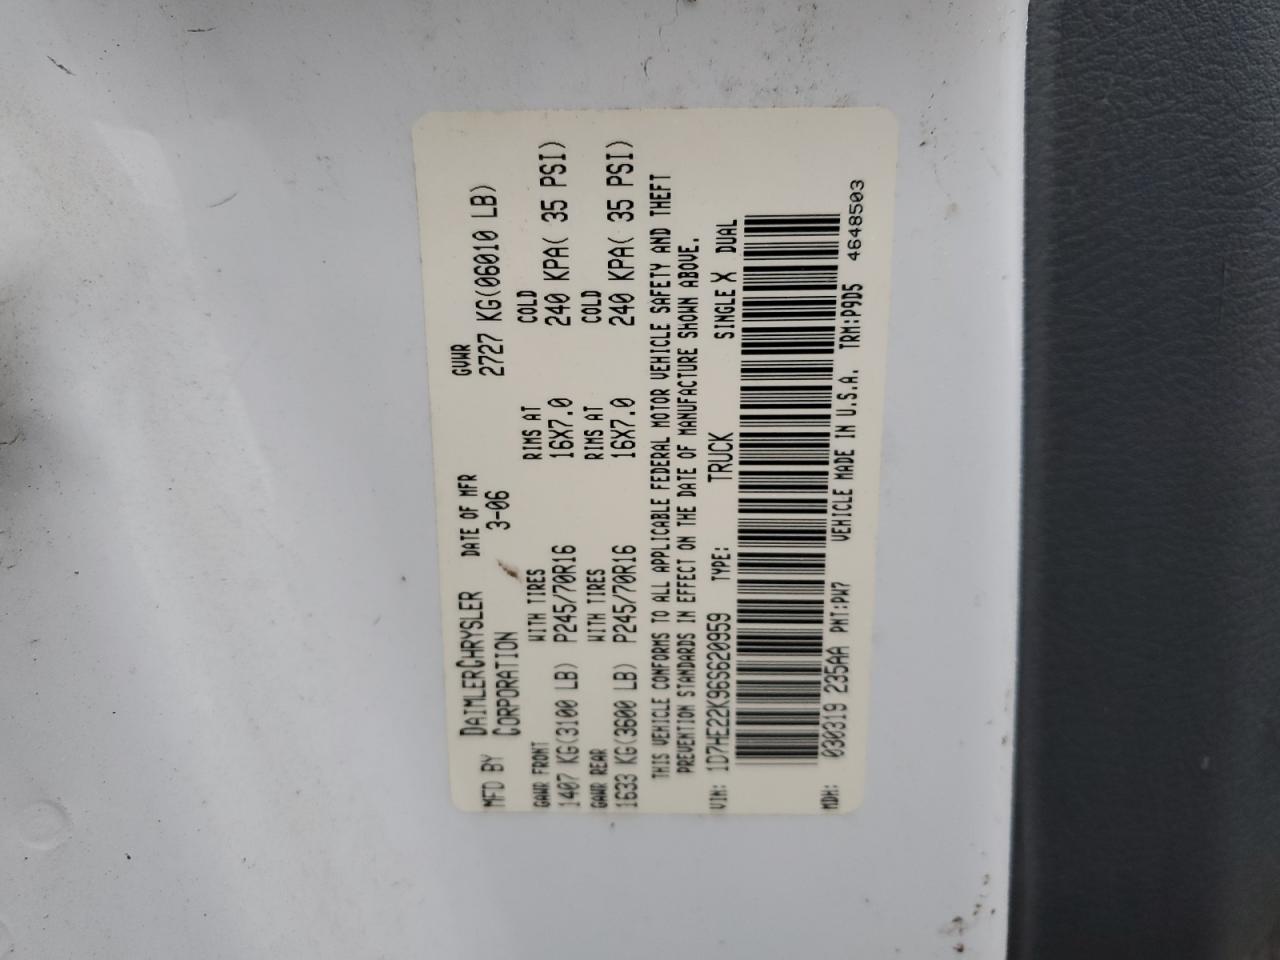 MFD BY DAIMLERCHRYSLER CORPORATION DATE OF MFR 3-06 GVWR 2727 KG(06010 LB)
GAWR FRONT WITH TIRES RIMS AT COLD
1407 KG(3100 LB) P245/70R16 16X7.0 240 KPA( 35 PSI)
GAWR REAR WITH TIRES RIMS AT COLD
1633 KG(3600 LB) P245/70R16 16X7.0 240 KPA( 35 PSI)
THIS VEHICLE CONFORMS TO ALL APPLICABLE FEDERAL MOTOR VEHICLE SAFETY AND THEFT
PREVENTION STANDARDS IN EFFECT ON THE DATE OF MANUFACTURE SHOWN ABOVE.
VIN: 1D7HE22K96S620959 TYPE: TRUCK SINGLE X DUAL
MDH: 030319 235AA PNT:PW7 VEHICLE MADE IN U.S.A. TRM:P9D5 4648503